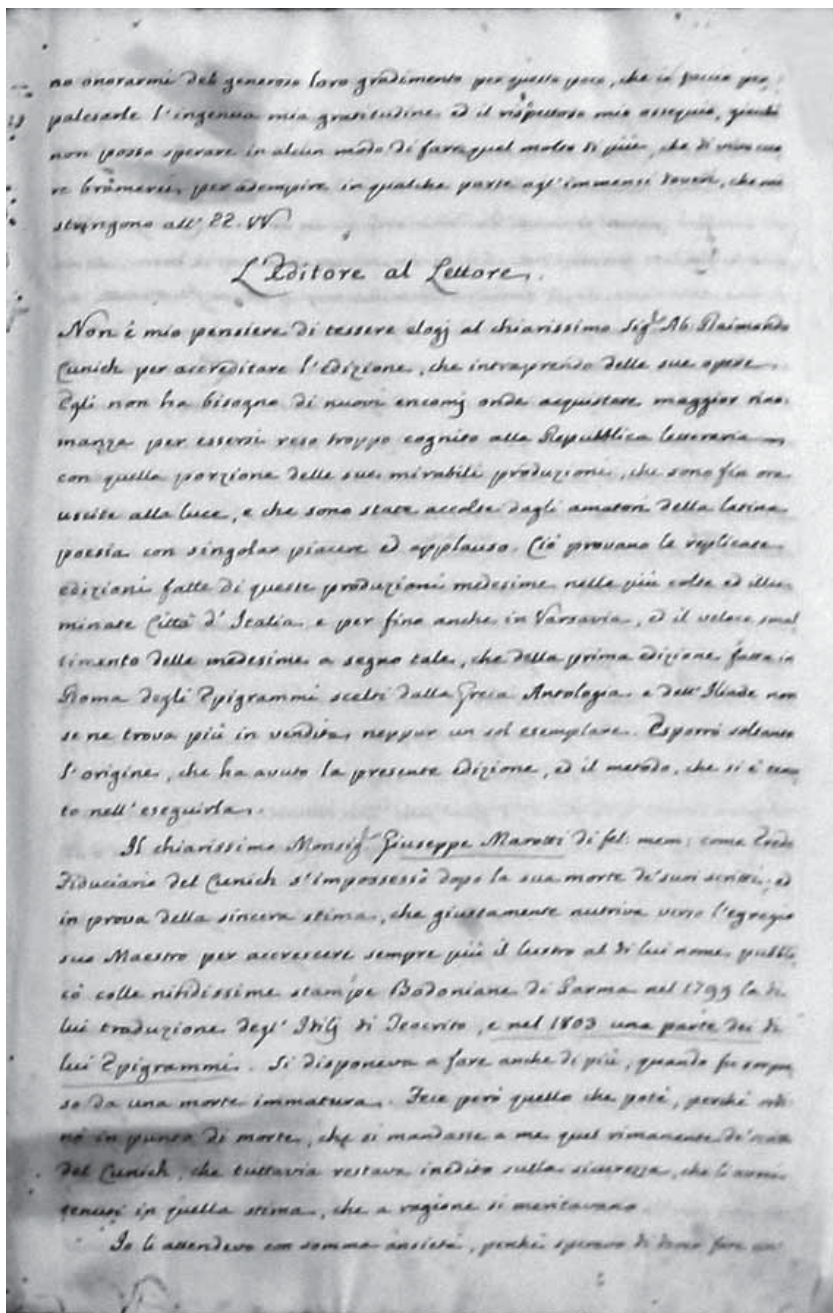 no onorarmi del generoso loro gradimento per questo poco, che io faccio per
palesarle l'ingenua mia gratitudine, ed il rispettoso mio ossequio, giacchè
non posso sperare in alcun modo di fare quel molto di più, che di vivo cuo
re bramerei, per adempire in qualche parte agl'immensi doveri, che mi
stringono all' EE. VV.
L'Editore al Lettore.
Non è mio pensiere di tessere elogj al chiarissimo Sig.r Ab. Raimondo
Cunich per accreditare l'edizione, che intraprendo delle sue opere.
Egli non ha bisogno di nuovi encomj onde acquistare maggior rino
manza per essersi reso troppo cognito alla Repubblica letteraria
con quella porzione delle sue mirabili produzione, che sono fin ora
uscite alla luce, e che sono state accolse dagli amatori della latina
poesia con singolar piacere ed applauso. Ciò provano le replicate
edizioni fatte di queste produzioni medesime nelle più colte ed illu
minate Città d'Italia e per fino anche in Varsavia, ed il veloce smal
timento delle medesime a segno tale, che della prima edizione fatta in
Roma degli Epigrammi scelti dalla Greca Antologia e dell'Iliade non
se ne trova più in vendita neppur un sol esemplare. Esporrò soltanto
l'origine, che ha avuto la presente edizione, ed il metodo, che si è tenu
to nell'eseguirla.
Il chiarissimo Monsig.r Giuseppe Marotti di fel: mem: come Erede
Fiduciario del Cunich s'impossessò dopo la sua morte de' suoi scritti, ed
in prova della sincera stima, che giustamente nutriva verso l'egregio
suo Maestro per accrescere sempre più il lustro al di lui nome pubbli
cò colle nitidissime stampe Bodoniane di Parma nel 1799 la di
lui traduzione degl'Idilj di Teocrito, e nel 1803 una parte dei di
lui Epigrammi. Si disponeva a fare anche di più, quando fu sorpre
so da una morte immatura. Fece però quello che potè, perchè ordi
nò in punto di morte, che si mandasse a me quel rimanente de'
del Cunich, che tuttavia restava inedito sulla sicurezza, che li avrei
tenuti in quella stima, che a ragione si meritavano.
Io li attendevo con somma ansietà, perchè speravo di fare